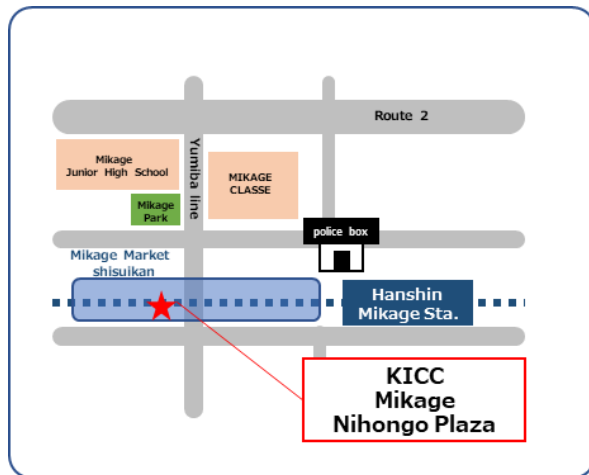 Route 2
Mikage
Junior High School
Yumiba line
MIKAGE
CLASSE
Mikage
Park
police box
Mikage Market
shisuikan
Hanshin
Mikage Sta.
KICC
Mikage
Nihongo Plaza